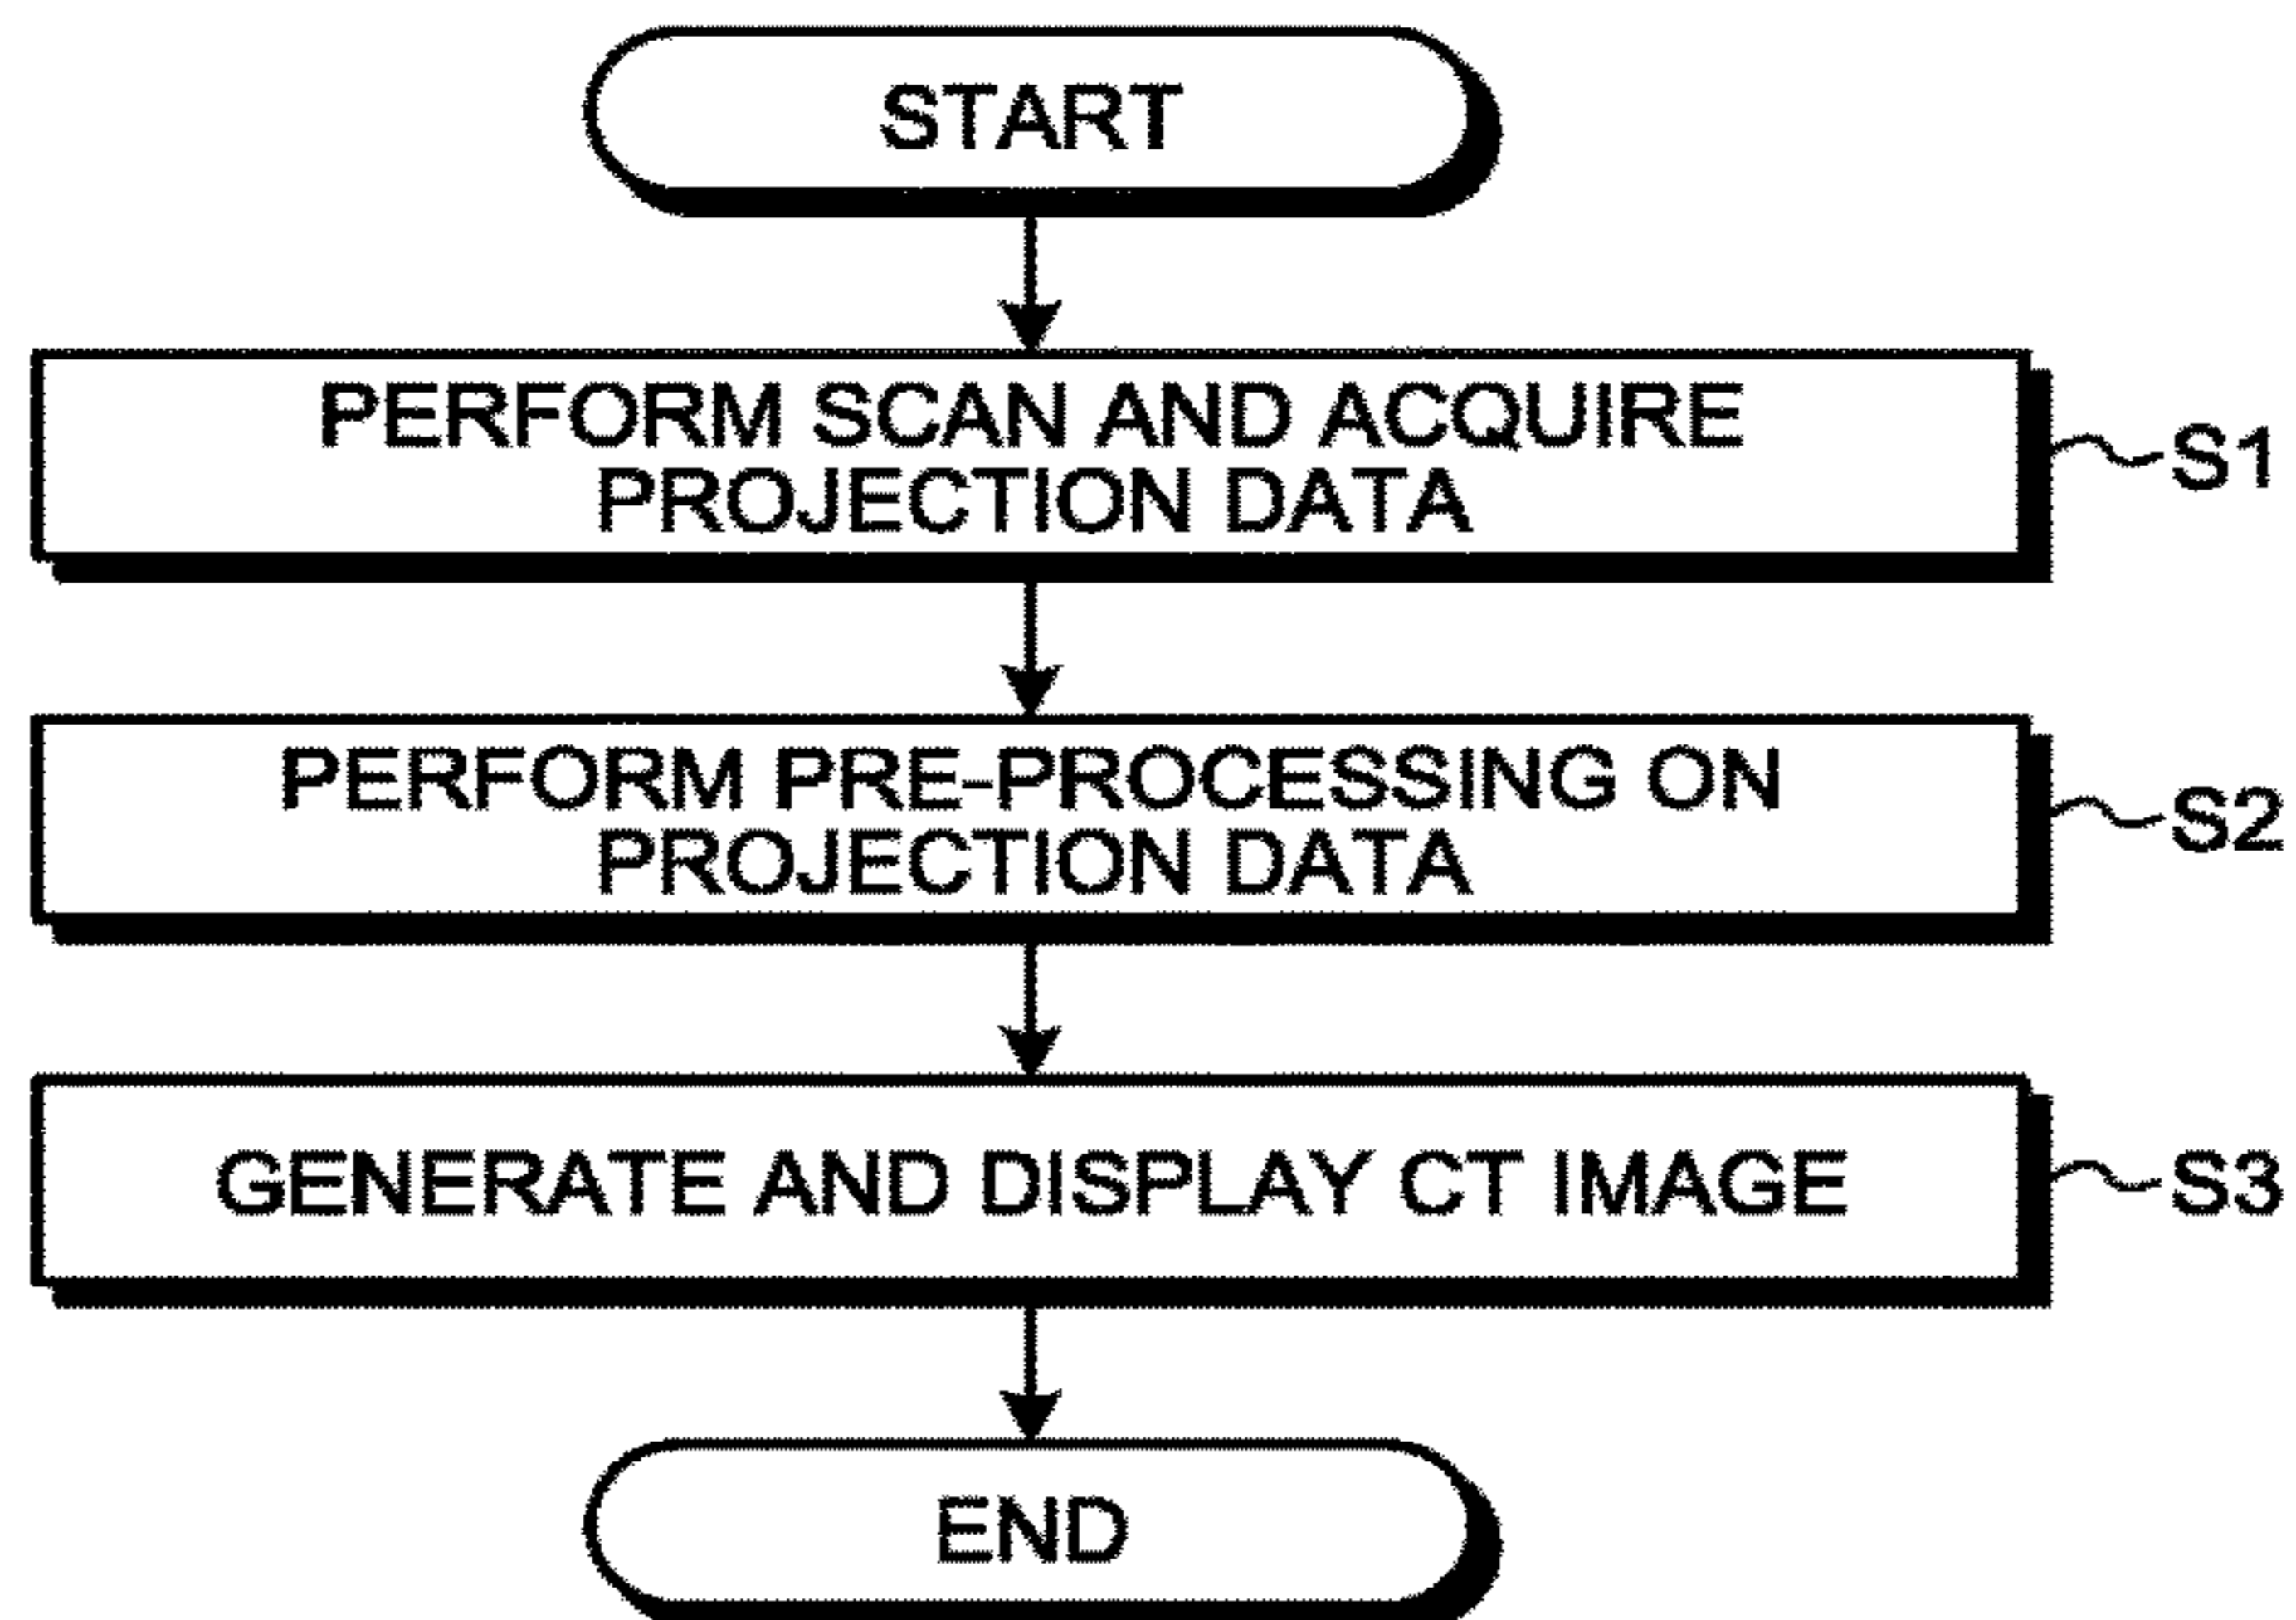 START
PERFORM SCAN AND ACQUIRE
PROJECTION DATA
S1
PERFORM PRE-PROCESSING ON
PROJECTION DATA
S2
GENERATE AND DISPLAY CT IMAGE
S3
END